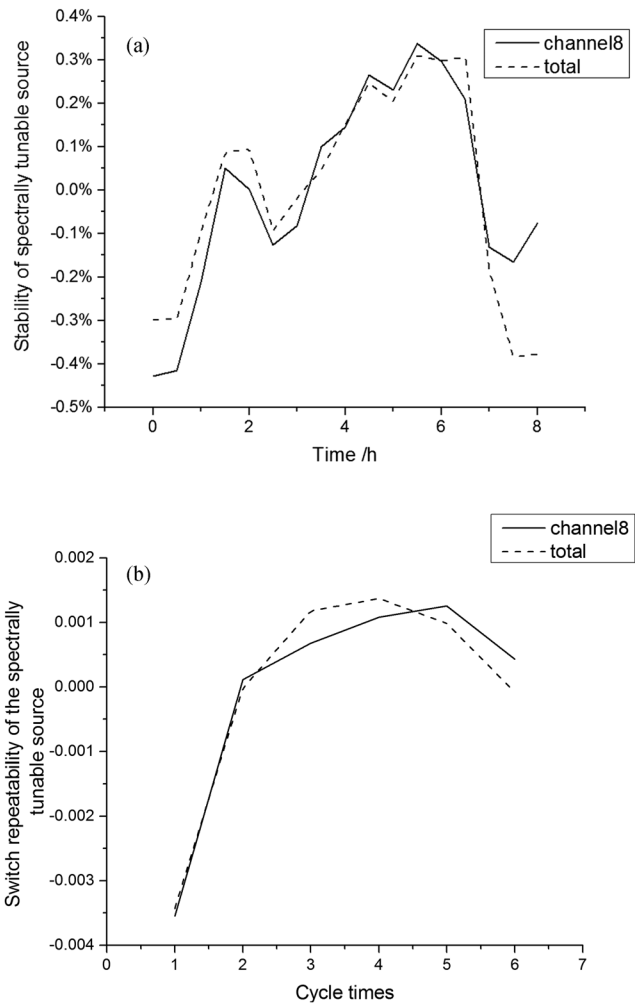 (a)
channel8
total
Stability of spectrally tunable source
0.4%
0.3%
0.2%
0.1%
0.0%
-0.1%
-0.2%
-0.3%
-0.4%
-0.5%
0 2 4 6 8
Time /h
(b)
channel8
total
Switch repeatability of the spectrally
tunable source
0.002
0.001
0.000
-0.001
-0.002
-0.003
-0.004
0 1 2 3 4 5 6 7
Cycle times